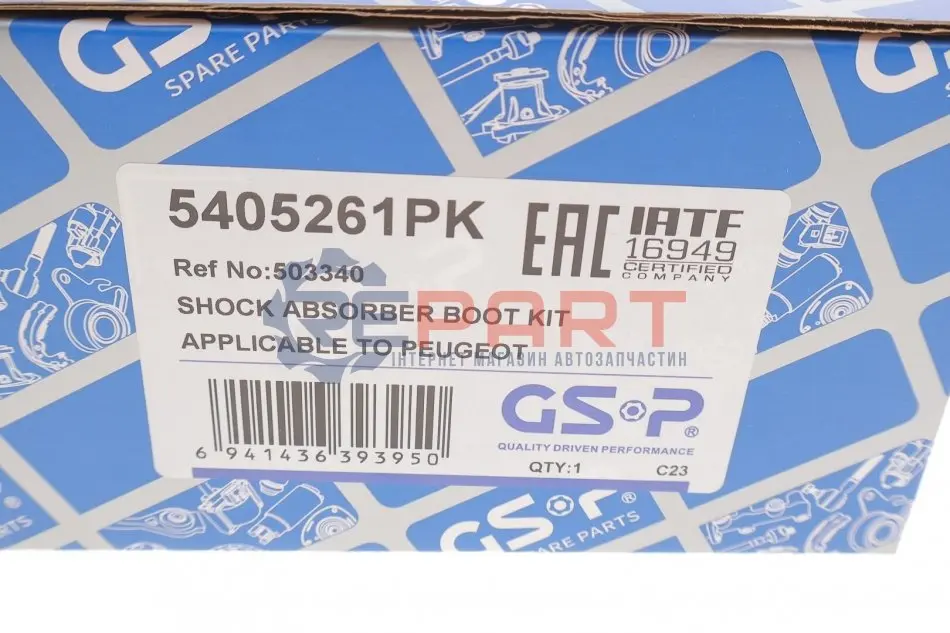 GSP
SPARE PARTS
5405261PK
EAC
IATF
16949
CERTIFIED
COMPANY
Ref No:503340
SHOCK ABSORBER BOOT KIT
APPLICABLE TO PEUGEOT
EPART
ІНТЕРНЕТ МАГАЗИН АВТОЗАПЧАСТИН
GSP®
QUALITY DRIVEN PERFORMANCE
6 941436 393950
QTY:1
C23
GSP
SPARE PARTS